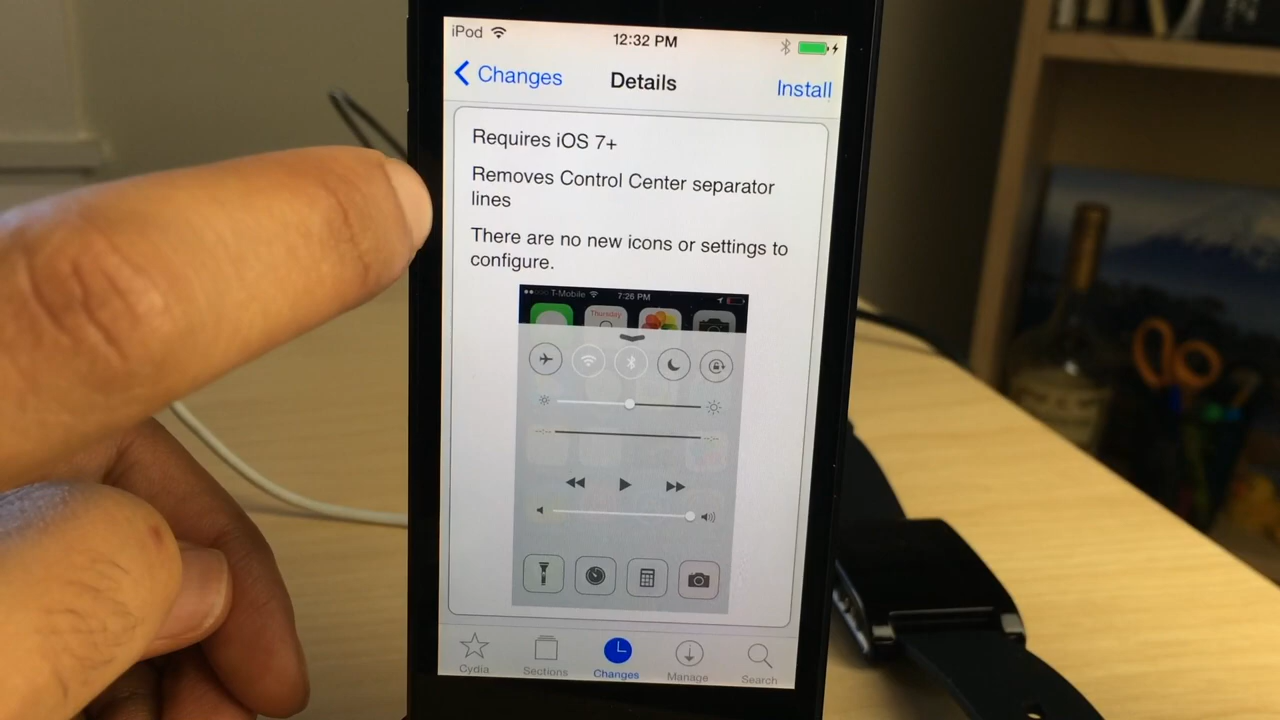 iPod 12:32 PM
Changes Details Install
Requires iOS 7+
Removes Control Center separator
lines
There are no new icons or settings to
configure.
T-Mobile 7:26 PM
Thursday
--:-- --:--
Cydia Sections Changes Manage Search